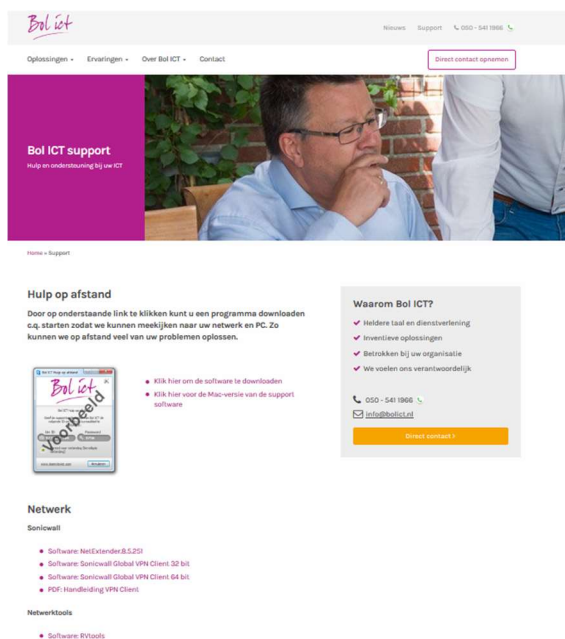 Bol ict
Nieuws Support 050 - 541 1966
Oplossingen Ervaringen Over Bol ICT Contact
Direct contact opnemen
Bol ICT support
Hulp en ondersteuning bij uw ICT
Home » Support
Hulp op afstand
Door op onderstaande link te klikken kunt u een programma downloaden
c.q. starten zodat we kunnen meekijken naar uw netwerk en PC. Zo
kunnen we op afstand veel van uw problemen oplossen.
Bol ict
Voorbeeld
Klik hier om de software te downloaden
Klik hier voor de Mac-versie van de support
software
Waarom Bol ICT?
Heldere taal en dienstverlening
Inventieve oplossingen
Betrokken bij uw organisatie
We voelen ons verantwoordelijk
050 - 541 1966
info@bolict.nl
Direct contact >
Netwerk
Sonicwall
Software: NetExtender.8.5.251
Software: Sonicwall Global VPN Client 32 bit
Software: Sonicwall Global VPN Client 64 bit
PDF: Handleiding VPN Client
Netwerktools
Software: RVtools